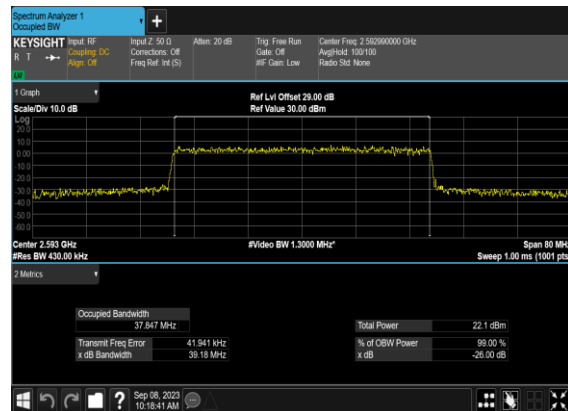 Spectrum Analyzer 1
Occupied BW
+
KEYSIGHT Input: RF Input Z: 50 Ω Atten: 20 dB Trig: Free Run Center Freq: 2.592990000 GHz
R T Coupling: DC Corrections: Off Gate: Off Avg|Hold: 100/100
Align: Off Freq Ref: Int (S) #IF Gain: Low Radio Std: None
1 Graph
Ref Lvl Offset 29.00 dB
Scale/Div 10.0 dB Ref Value 30.00 dBm
Log
20.0
10.0
0.00
-10.0
-20.0
-30.0
-40.0
-50.0
-60.0
Center 2.593 GHz #Video BW 1.3000 MHz* Span 80 MHz
#Res BW 430.00 kHz Sweep 1.00 ms (1001 pts
2 Metrics
Occupied Bandwidth
37.847 MHz Total Power 22.1 dBm
Transmit Freq Error 41.941 kHz % of OBW Power 99.00 %
x dB Bandwidth 39.18 MHz x dB -26.00 dB
? Sep 08, 2023
10:18:41 AM